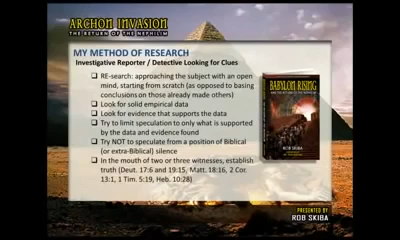 ARCHON INVASION
THE RETURN OF THE NEPHILIM
MY METHOD OF RESEARCH
Investigative Reporter / Detective Looking for Clues
RE-search: approaching the subject with an open
mind, starting from scratch (as opposed to basing
conclusions on those already made others)
Look for solid empirical data
Look for evidence that supports the data
Try to limit speculation to only what is supported
by the data and evidence found
Try NOT to speculate from a position of Biblical
(or extra-Biblical) silence
In the mouth of two or three witnesses, establish
truth (Deut. 17:6 and 19:15, Matt. 18:16, 2 Cor.
13:1, 1 Tim. 5:19, Heb. 10:28)
BABYLON RISING
ROB SKIBA
PRESENTED BY
ROB SKIBA